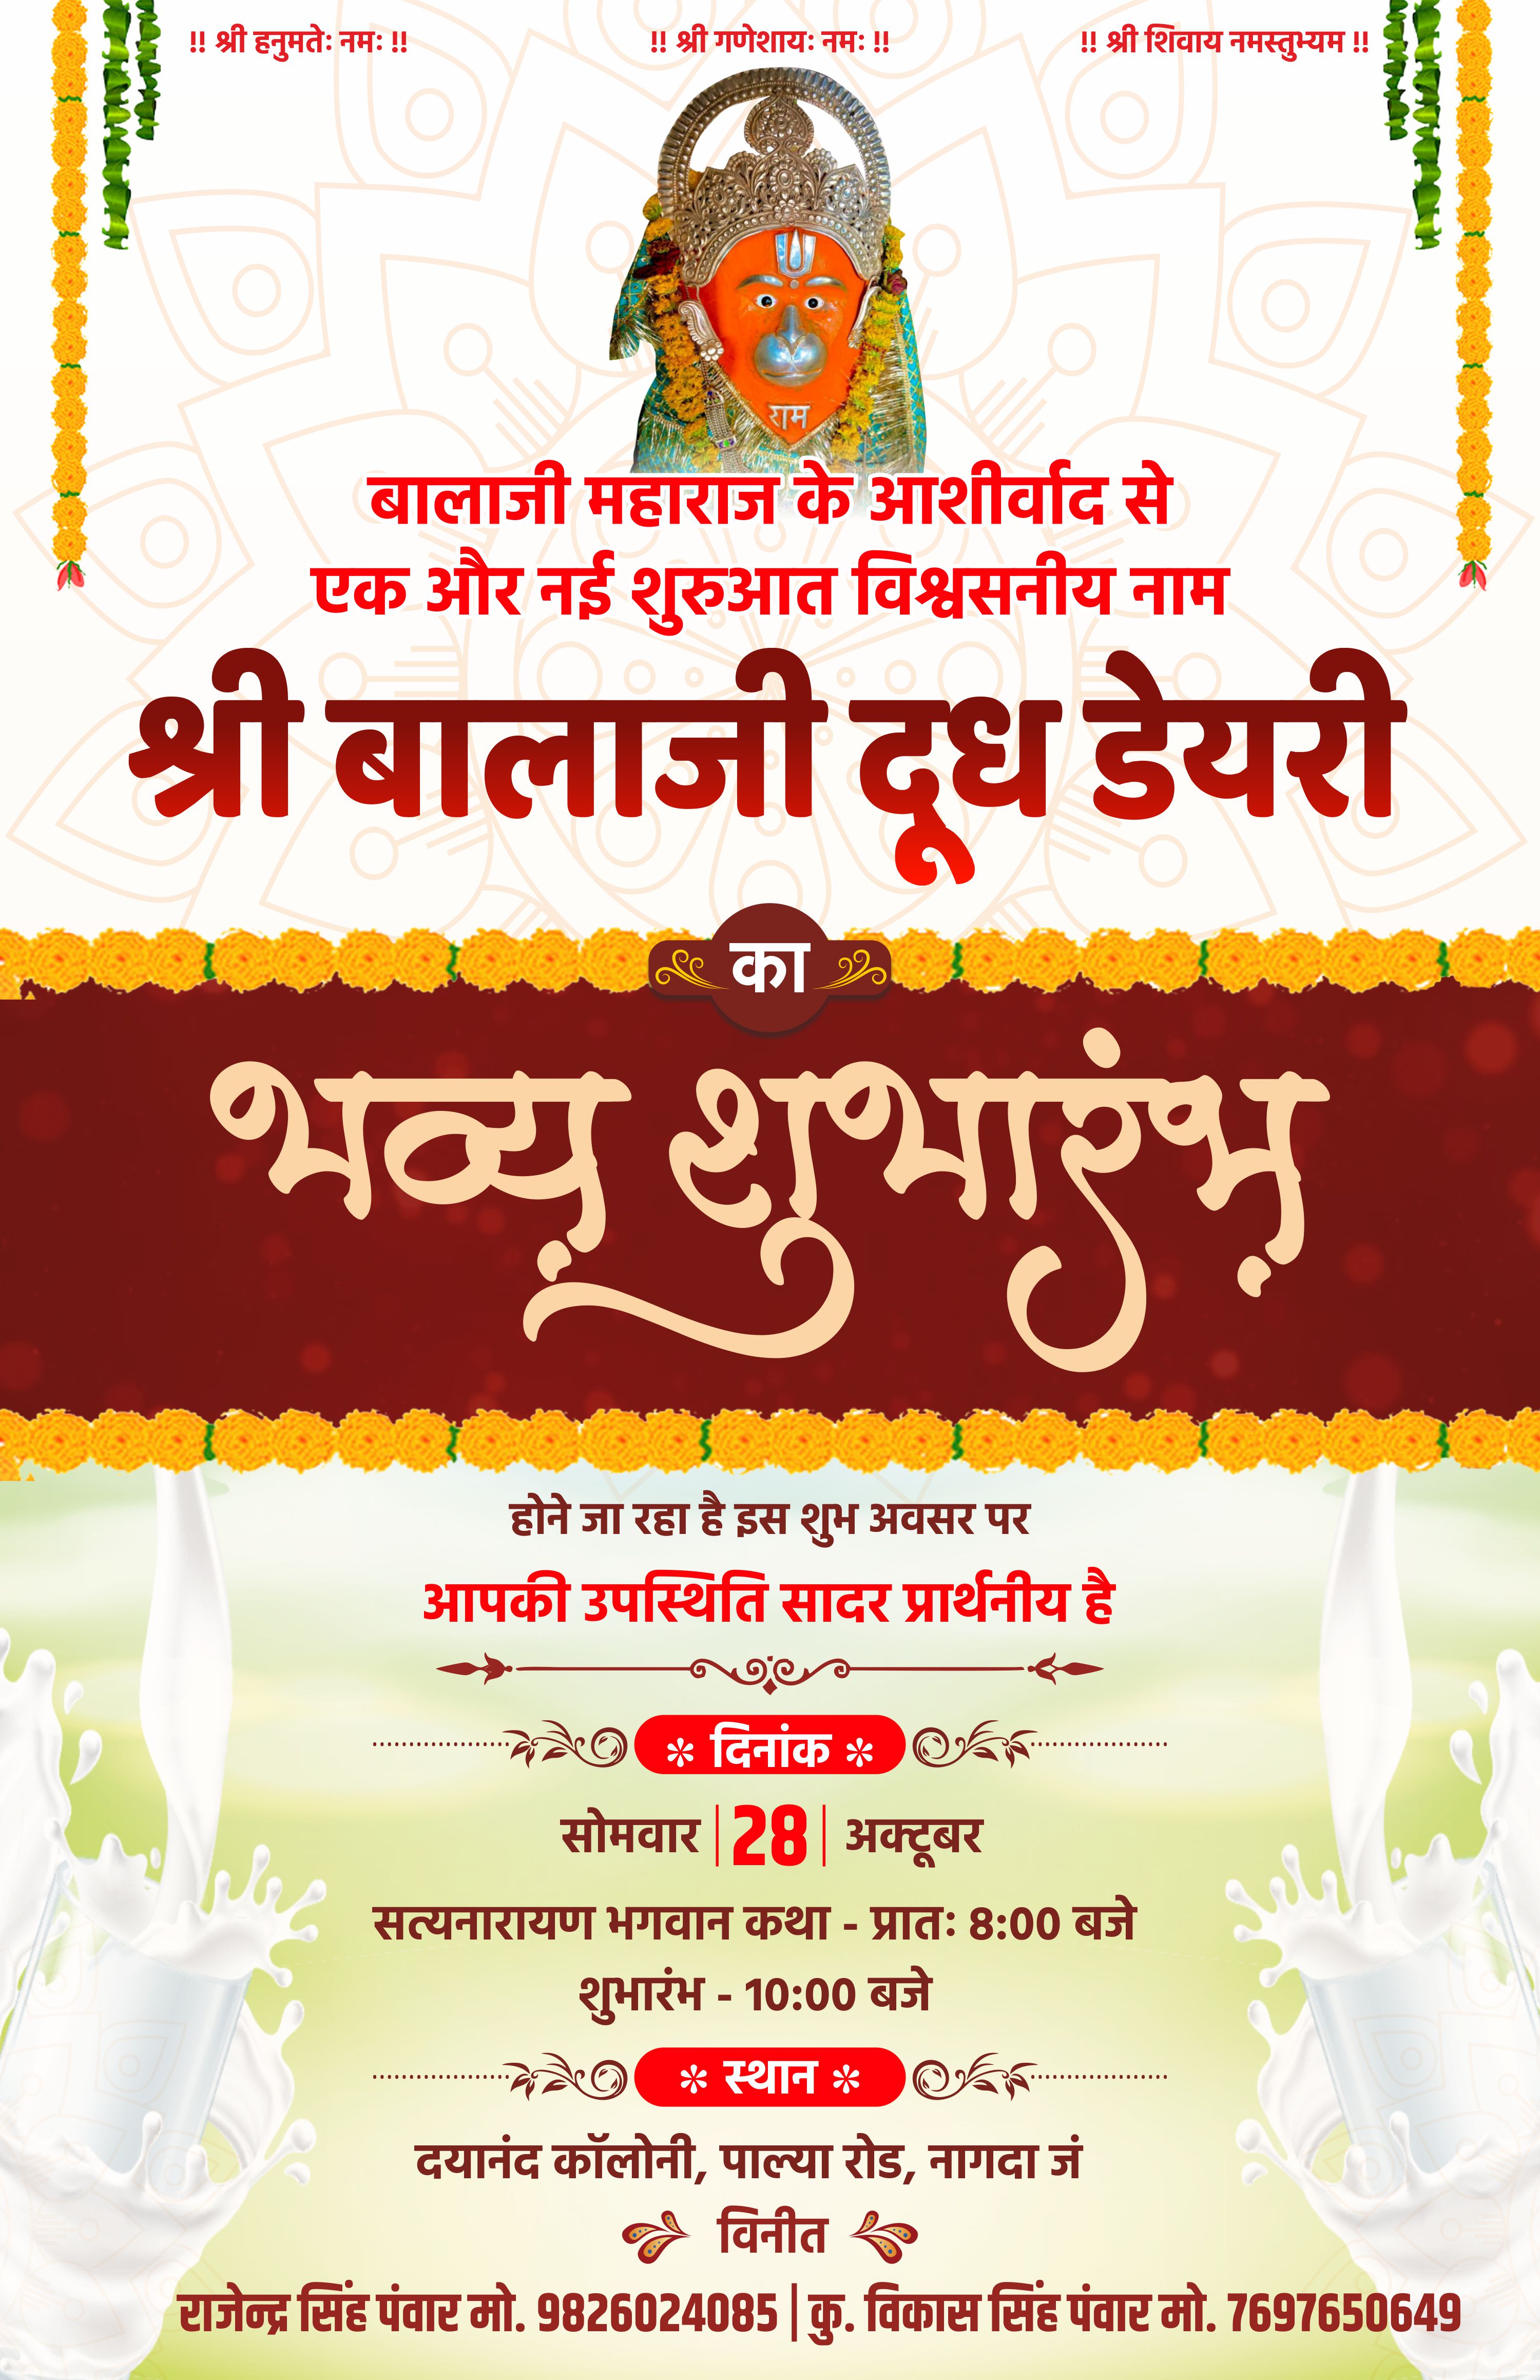 !! श्री हनुमतेः नमः !! !! श्री गणेशायः नमः !! !! श्री शिवाय नमस्तुभ्यम !!
राम
बालाजी महाराज के आशीर्वाद से
एक और नई शुरुआत विश्वसनीय नाम
श्री बालाजी दूध डेयरी
का
भव्य शुभारंभ
होने जा रहा है इस शुभ अवसर पर
आपकी उपस्थिति सादर प्रार्थनीय है
* दिनांक *
सोमवार | 28 | अक्टूबर
सत्यनारायण भगवान कथा - प्रातः 8:00 बजे
शुभारंभ - 10:00 बजे
* स्थान *
दयानंद कॉलोनी, पाल्या रोड, नागदा जं
विनीत
राजेन्द्र सिंह पंवार मो. 9826024085 | कु. विकास सिंह पंवार मो. 7697650649